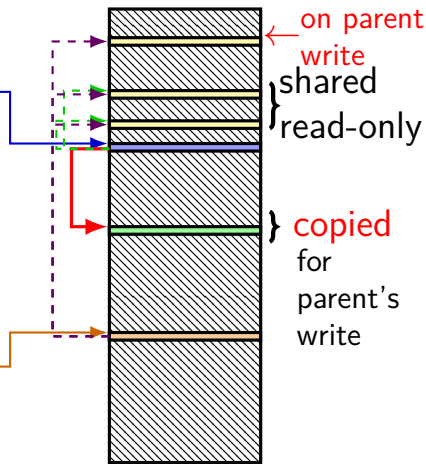 on parent
write
shared
read-only
copied
for
parent's
write